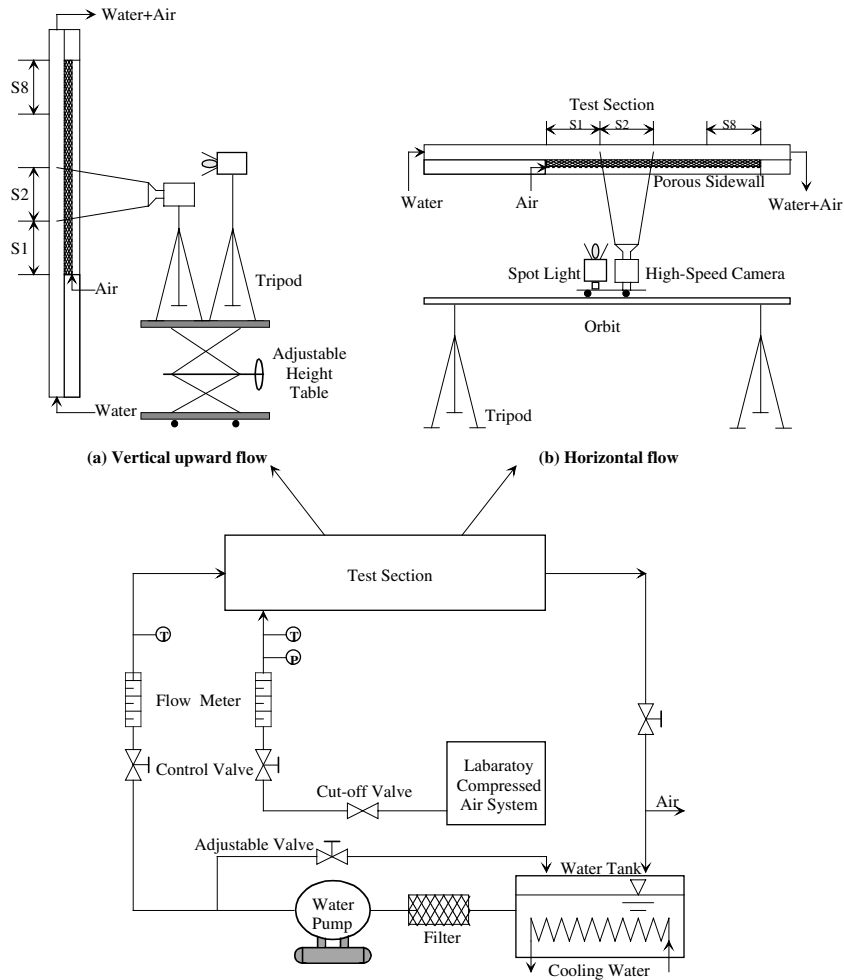 Water+Air
S8
S2
S1
Air
Water
Tripod
Adjustable
Height
Table
(a) Vertical upward flow
Test Section
S1
S2
S8
Water
Air
Porous Sidewall
Water+Air
Spot Light
High-Speed Camera
Orbit
Tripod
(b) Horizontal flow
Test Section
T
T
P
Flow Meter
Control Valve
Cut-off Valve
Labaratoy
Compressed
Air System
Air
Adjustable Valve
Water Tank
Water
Pump
Filter
Cooling Water